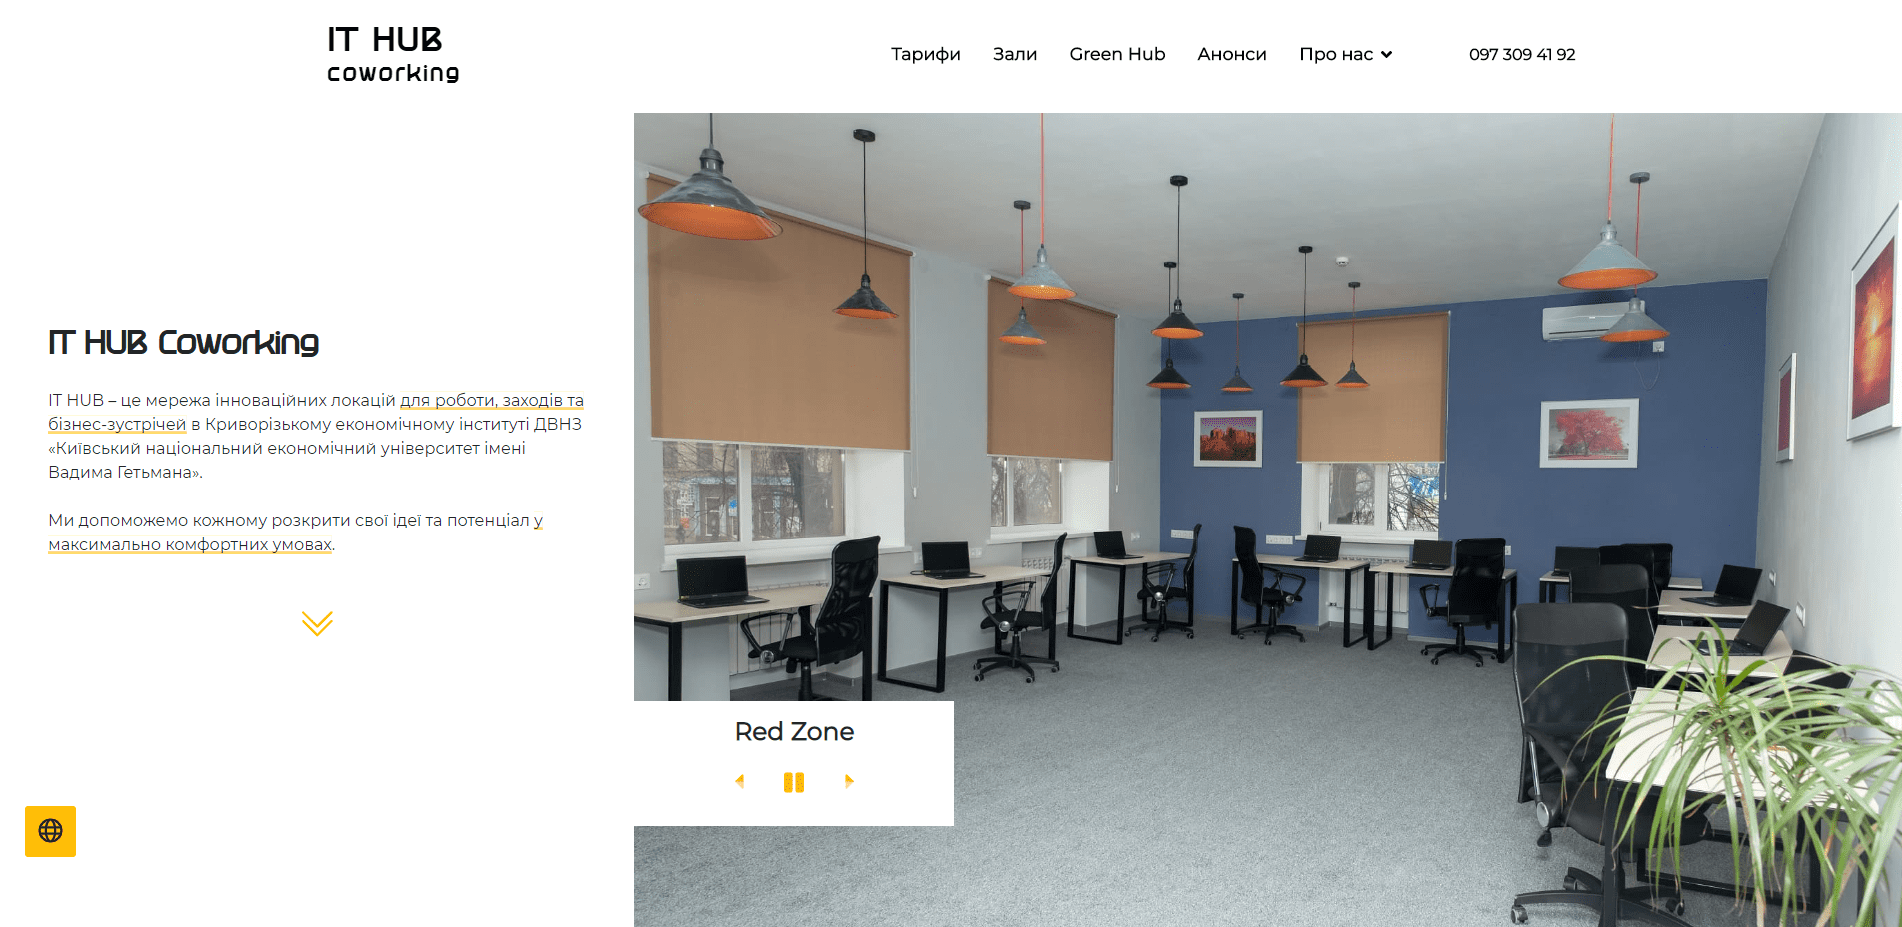 IT HUB
coworking
Тарифи Зали Green Hub Анонси Про нас 097 309 41 92
IT HUB Coworking
IT HUB – це мережа інноваційних локацій для роботи, заходів та
бізнес-зустрічей в Криворізькому економічному інституті ДВНЗ
«Київський національний економічний університет імені
Вадима Гетьмана».
Ми допоможемо кожному розкрити свої ідеї та потенціал у
максимально комфортних умовах.
Red Zone